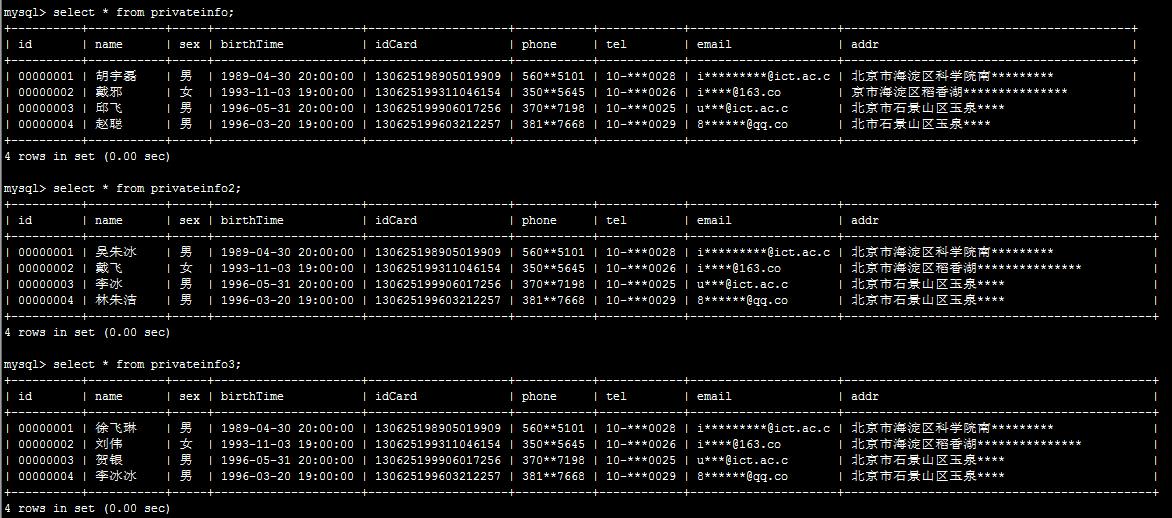 mysql> select * from privateinfo;
| id | name | sex | birthTime | idCard | phone | tel | email | addr |
| 00000001 | 胡宇磊 | 男 | 1989-04-30 20:00:00 | 130625198905019909 | 560**5101 | 10-***0028 | i*********@ict.ac.c | 北京市海淀区科学院南********* |
| 00000002 | 戴邪 | 女 | 1993-11-03 19:00:00 | 130625199311046154 | 350**5645 | 10-***0026 | i****@163.co | 京市海淀区稻香湖*************** |
| 00000003 | 邱飞 | 男 | 1996-05-31 20:00:00 | 130625199906017256 | 370**7198 | 10-***0025 | u***@ict.ac.c | 北京市石景山区玉泉**** |
| 00000004 | 赵聪 | 男 | 1996-03-20 19:00:00 | 130625199603212257 | 381**7668 | 10-***0029 | 8******@qq.co | 北市石景山区玉泉**** |
4 rows in set (0.00 sec)
mysql> select * from privateinfo2;
| id | name | sex | birthTime | idCard | phone | tel | email | addr |
| 00000001 | 吴朱冰 | 男 | 1989-04-30 20:00:00 | 130625198905019909 | 560**5101 | 10-***0028 | i*********@ict.ac.c | 北京市海淀区科学院南********* |
| 00000002 | 戴飞 | 女 | 1993-11-03 19:00:00 | 130625199311046154 | 350**5645 | 10-***0026 | i****@163.co | 北京市海淀区稻香湖*************** |
| 00000003 | 李冰 | 男 | 1996-05-31 20:00:00 | 130625199906017256 | 370**7198 | 10-***0025 | u***@ict.ac.c | 北京市石景山区玉泉**** |
| 00000004 | 林朱洁 | 男 | 1996-03-20 19:00:00 | 130625199603212257 | 381**7668 | 10-***0029 | 8******@qq.co | 北京市石景山区玉泉**** |
4 rows in set (0.00 sec)
mysql> select * from privateinfo3;
| id | name | sex | birthTime | idCard | phone | tel | email | addr |
| 00000001 | 徐飞琳 | 男 | 1989-04-30 20:00:00 | 130625198905019909 | 560**5101 | 10-***0028 | i*********@ict.ac.c | 北京市海淀区科学院南********* |
| 00000002 | 刘伟 | 女 | 1993-11-03 19:00:00 | 130625199311046154 | 350**5645 | 10-***0026 | i****@163.co | 北京市海淀区稻香湖*************** |
| 00000003 | 贺银 | 男 | 1996-05-31 20:00:00 | 130625199906017256 | 370**7198 | 10-***0025 | u***@ict.ac.c | 北京市石景山区玉泉**** |
| 00000004 | 李冰冰 | 男 | 1996-03-20 19:00:00 | 130625199603212257 | 381**7668 | 10-***0029 | 8******@qq.co | 北京市石景山区玉泉**** |
4 rows in set (0.00 sec)